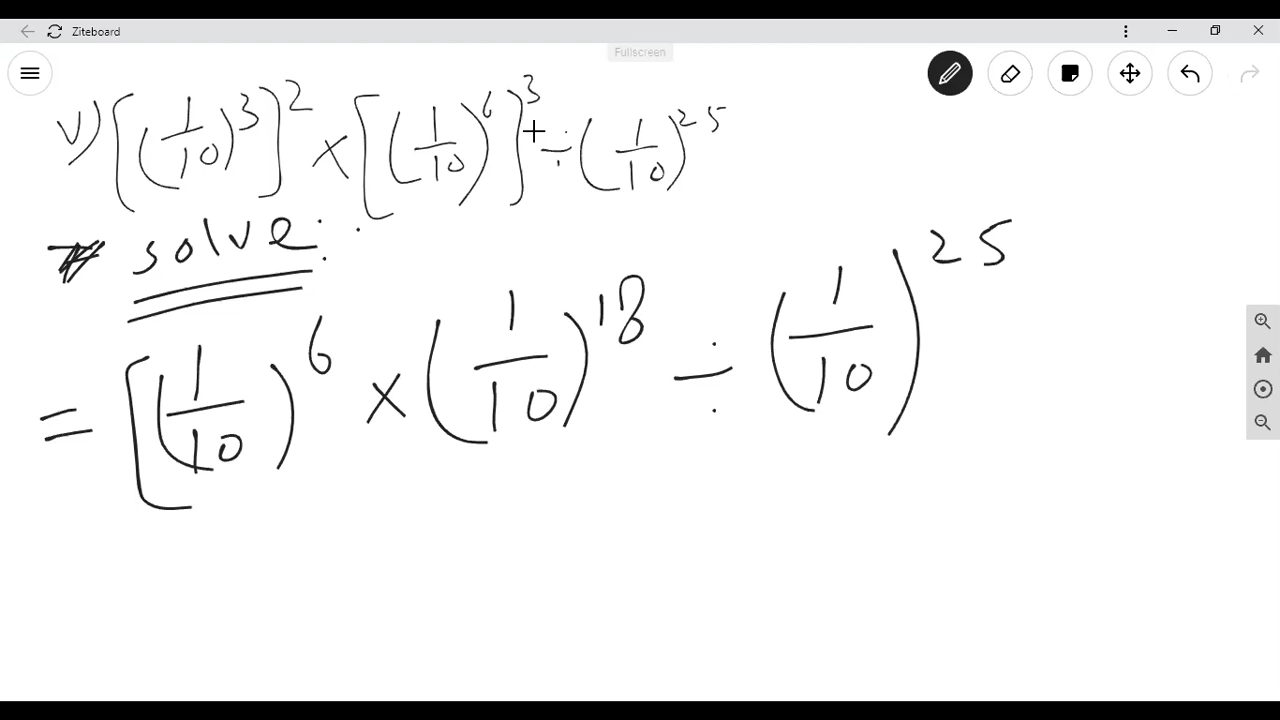 Ziteboard
Fullscreen
v) [(1/10)^3]^2 × [(1/10)^6]^3 ÷ (1/10)^25
solve:
= [(1/10)^6 × (1/10)^18 ÷ (1/10)^25